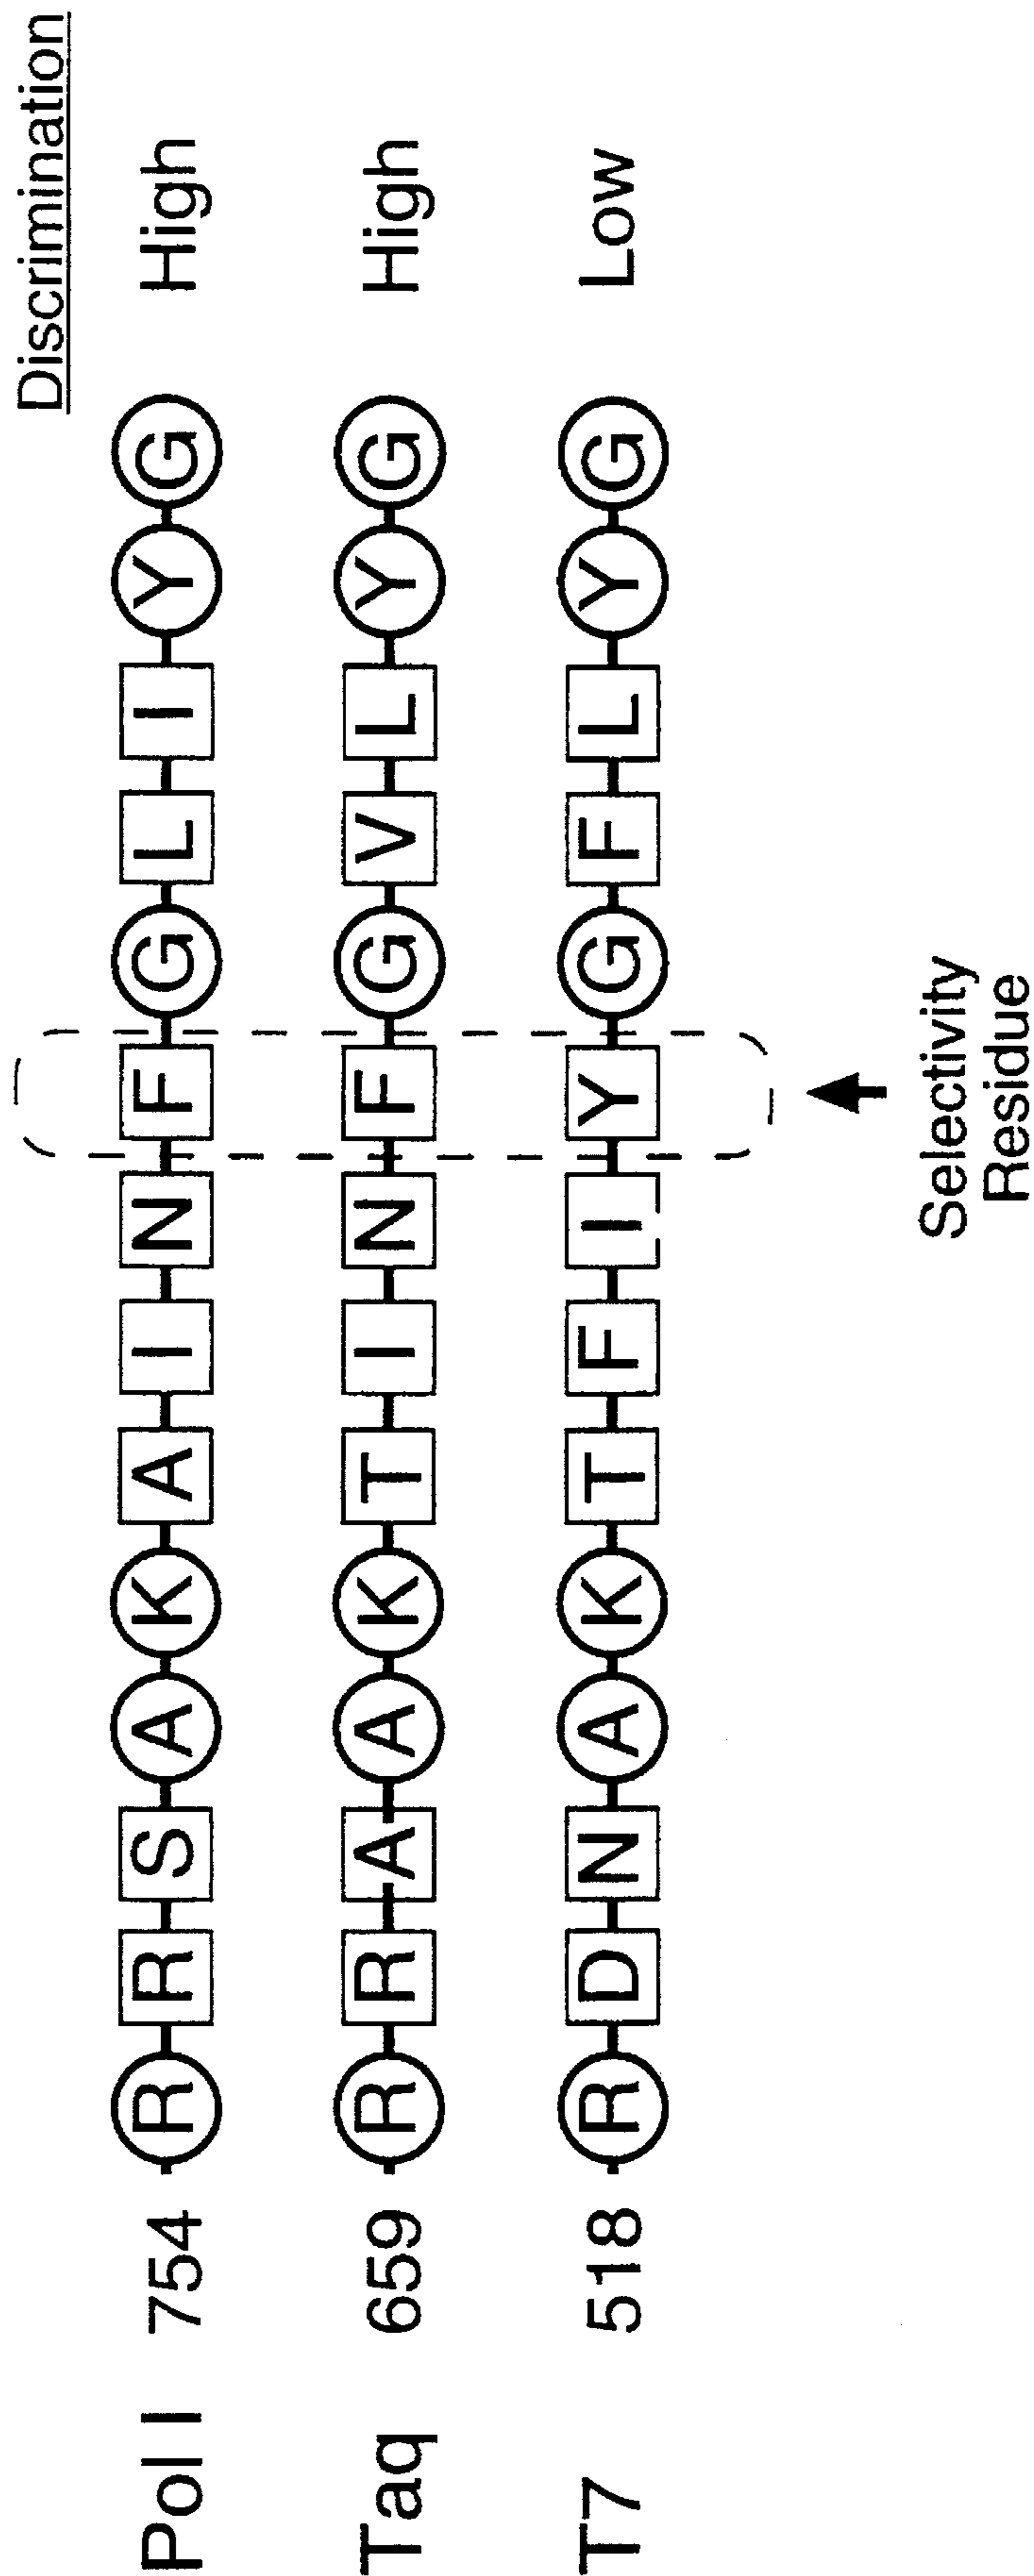 Discrimination
Pol I 754 R R S A K A I N F G L I Y G High
Taq 659 R R A A K T I N F G V L Y G High
T7 518 R D N A K T F I Y G F L Y G Low
Selectivity
Residue